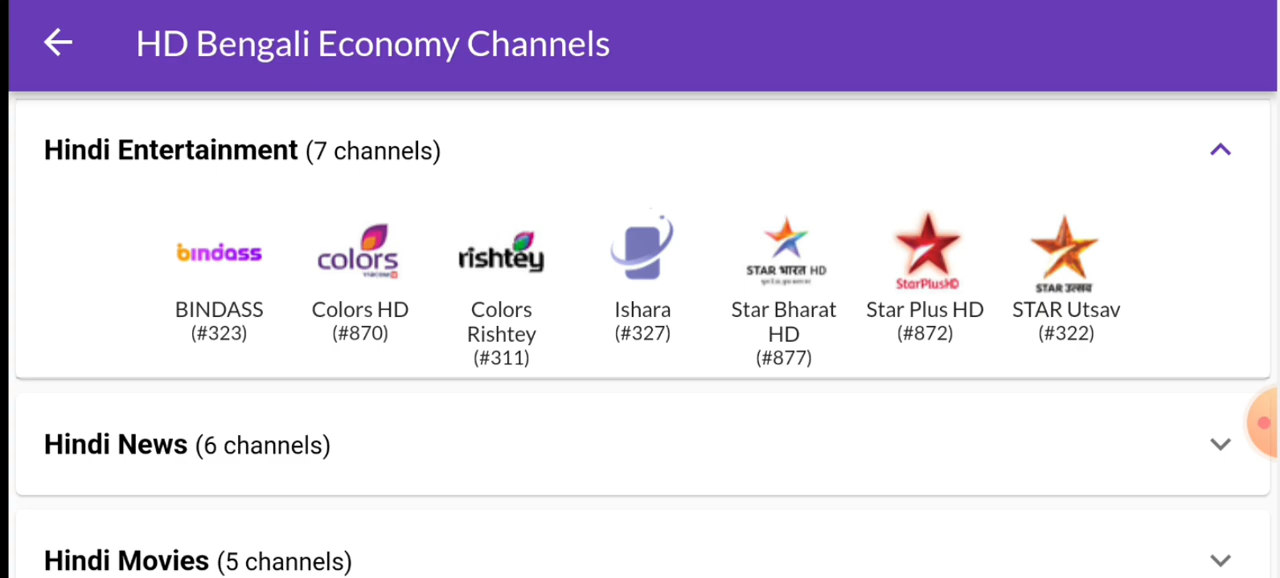 HD Bengali Economy Channels
Hindi Entertainment (7 channels)
bindass
colors
rishtey
STAR भारत HD
StarPlusHD
STAR उत्सव
BINDASS
(#323)
Colors HD
(#870)
Colors
Rishtey
(#311)
Ishara
(#327)
Star Bharat
HD
(#877)
Star Plus HD
(#872)
STAR Utsav
(#322)
Hindi News (6 channels)
Hindi Movies (5 channels)